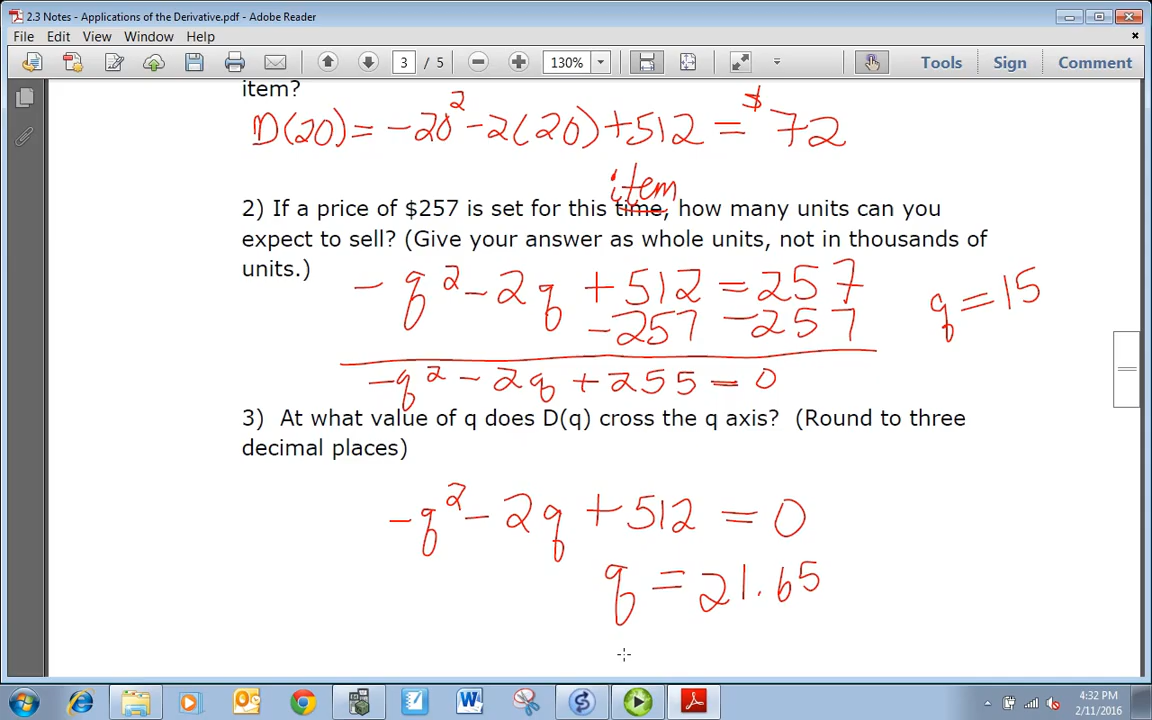 2.3 Notes - Applications of the Derivative.pdf - Adobe Reader
File Edit View Window Help
3 / 5 130% Tools Sign Comment
item?
D(20) = -20² - 2(20) + 512 = $72
item
2) If a price of $257 is set for this time, how many units can you
expect to sell? (Give your answer as whole units, not in thousands of
units.)
-q² - 2q + 512 = 257
q = 15
-257 -257
-q² - 2q + 255 = 0
3) At what value of q does D(q) cross the q axis? (Round to three
decimal places)
-q² - 2q + 512 = 0
q = 21.65
4:32 PM
2/11/2016